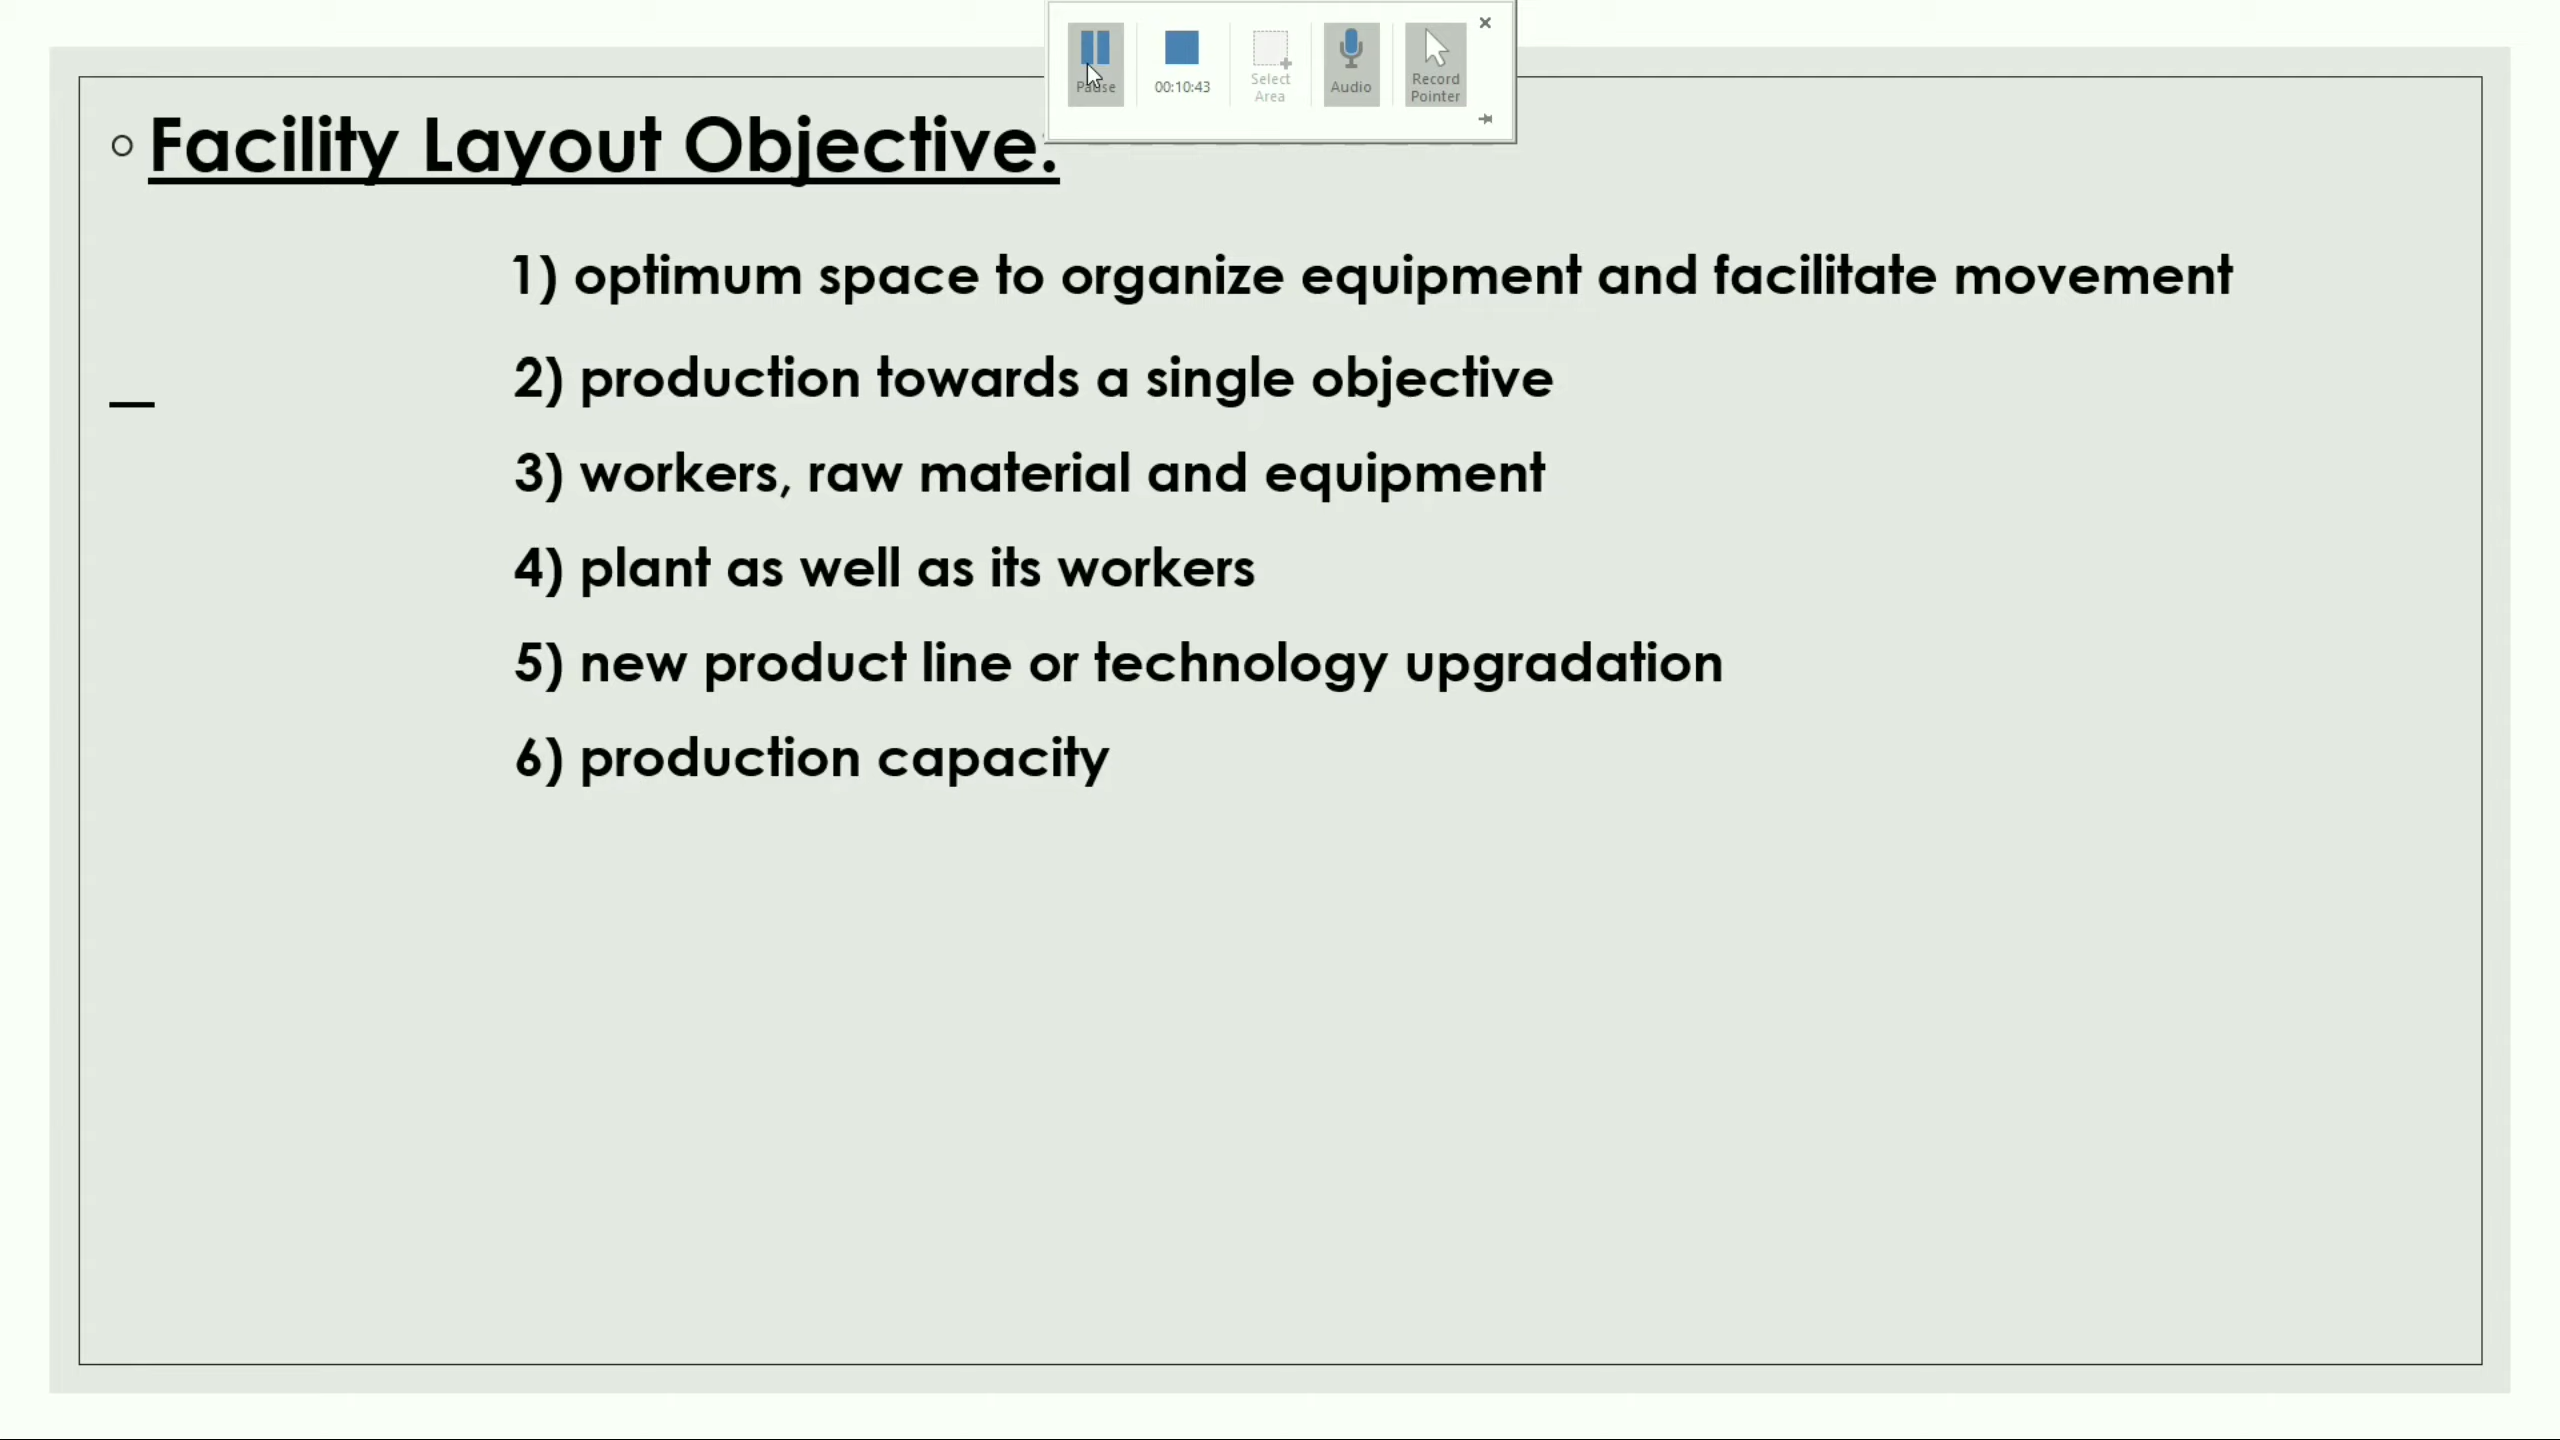 Pause
00:10:43
Select
Area
Audio
Record
Pointer
Facility Layout Objective:
1) optimum space to organize equipment and facilitate movement
2) production towards a single objective
3) workers, raw material and equipment
4) plant as well as its workers
5) new product line or technology upgradation
6) production capacity